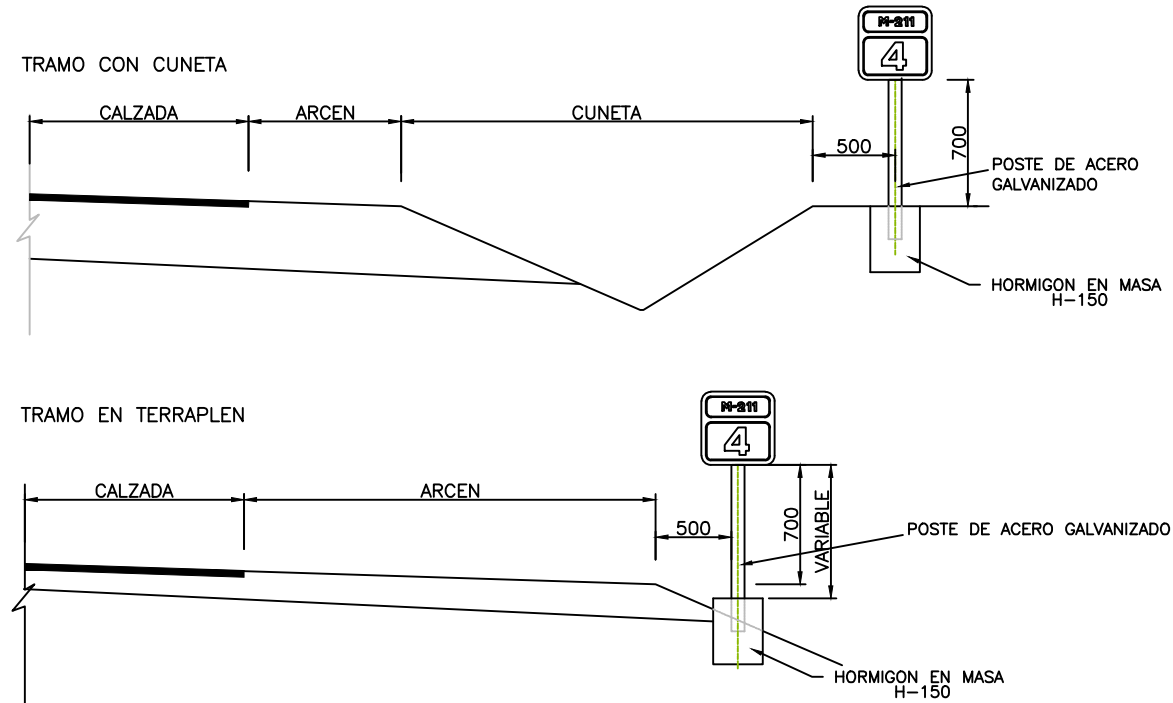 M-211
4
TRAMO CON CUNETA
CALZADA
ARCEN
CUNETA
500
700
POSTE DE ACERO
GALVANIZADO
HORMIGON EN MASA
H-150
M-211
4
TRAMO EN TERRAPLEN
CALZADA
ARCEN
500
700
VARIABLE
POSTE DE ACERO GALVANIZADO
HORMIGON EN MASA
H-150